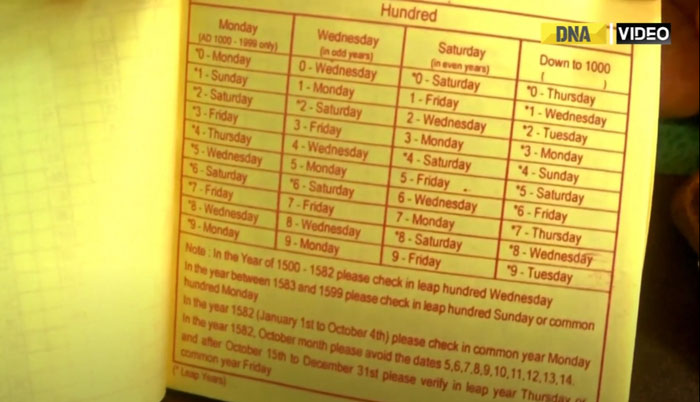 Hundred
DNA VIDEO
Monday
(AD 1000 - 1999 only)
Wednesday
(in odd years)
Saturday
(in even years)
Down to 1000
( )
*0 - Monday
0 - Wednesday
*0 - Saturday
*0 - Thursday
*1 - Sunday
1 - Monday
1 - Friday
*1 - Wednesday
*2 - Saturday
*2 - Saturday
2 - Wednesday
*2 - Tuesday
*3 - Friday
3 - Friday
3 - Monday
*3 - Monday
*4 - Thursday
4 - Wednesday
*4 - Saturday
*4 - Sunday
*5 - Wednesday
5 - Monday
5 - Friday
*5 - Saturday
*6 - Saturday
*6 - Saturday
6 - Wednesday
*6 - Friday
*7 - Friday
7 - Friday
7 - Monday
*7 - Thursday
*8 - Wednesday
8 - Wednesday
*8 - Saturday
*8 - Wednesday
*9 - Monday
9 - Monday
9 - Friday
*9 - Tuesday
Note : In the Year of 1500 - 1582 please check in leap hundred Wednesday
In the year between 1583 and 1599 please check in leap hundred Sunday or common
hundred Monday
In the year 1582 (January 1st to October 4th) please check in common year Monday
In the year 1582, October month please avoid the dates 5,6,7,8,9,10,11,12,13,14.
and after October 15th to December 31st please verify in leap year Thursday or
common year Friday
(* Leap Years)